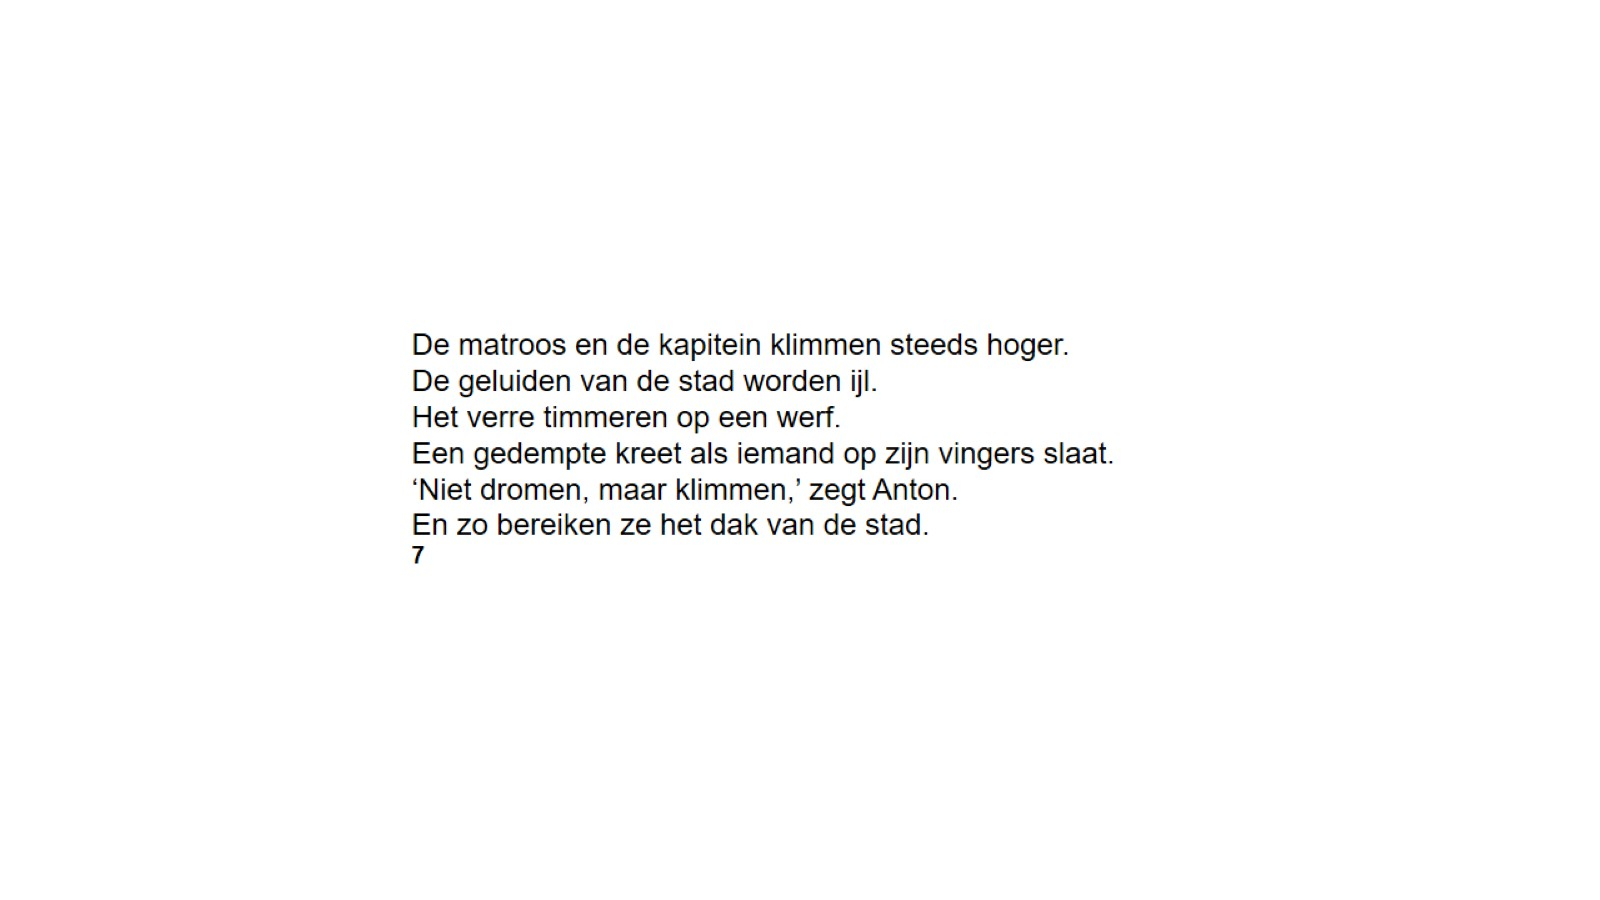 De matroos en de kapitein klimmen steeds hoger.
De geluiden van de stad worden ijl.
Het verre timmeren op een werf.
Een gedempte kreet als iemand op zijn vingers slaat.
‘Niet dromen, maar klimmen,’ zegt Anton.
En zo bereiken ze het dak van de stad.
7